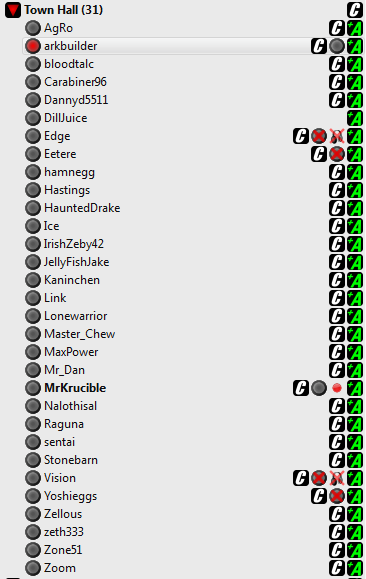 Town Hall (31) C
AgRo C +A
arkbuilder C +A
bloodtalc C +A
Carabiner96 C +A
Dannyd5511 C +A
DillJuice +A
Edge C +A
Eetere C +A
hamnegg C +A
Hastings C +A
HauntedDrake C +A
Ice C +A
IrishZeby42 C +A
JellyFishJake C +A
Kaninchen C +A
Link C +A
Lonewarrior C +A
Master_Chew C +A
MaxPower C +A
Mr_Dan C +A
MrKrucible C +A
Nalothisal C +A
Raguna C +A
sentai C +A
Stonebarn C +A
Vision C +A
Yoshieggs C +A
Zellous C +A
zeth333 C +A
Zone51 C +A
Zoom C +A